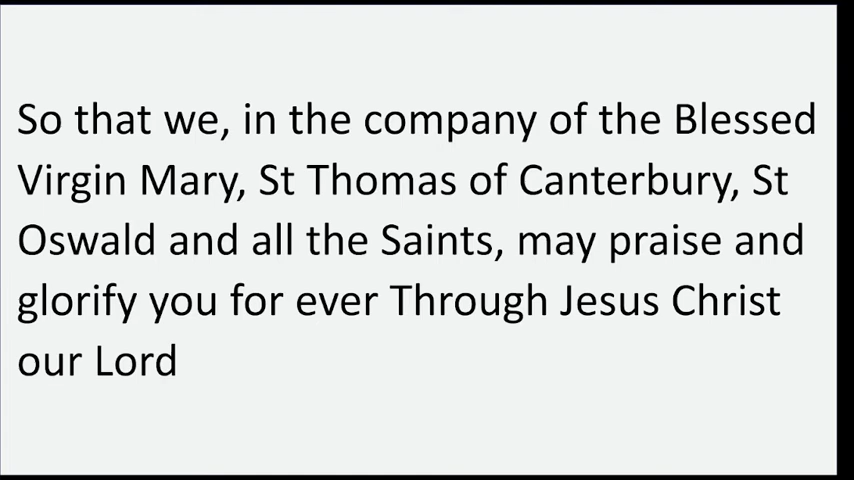 So that we, in the company of the Blessed
Virgin Mary, St Thomas of Canterbury, St
Oswald and all the Saints, may praise and
glorify you for ever Through Jesus Christ
our Lord